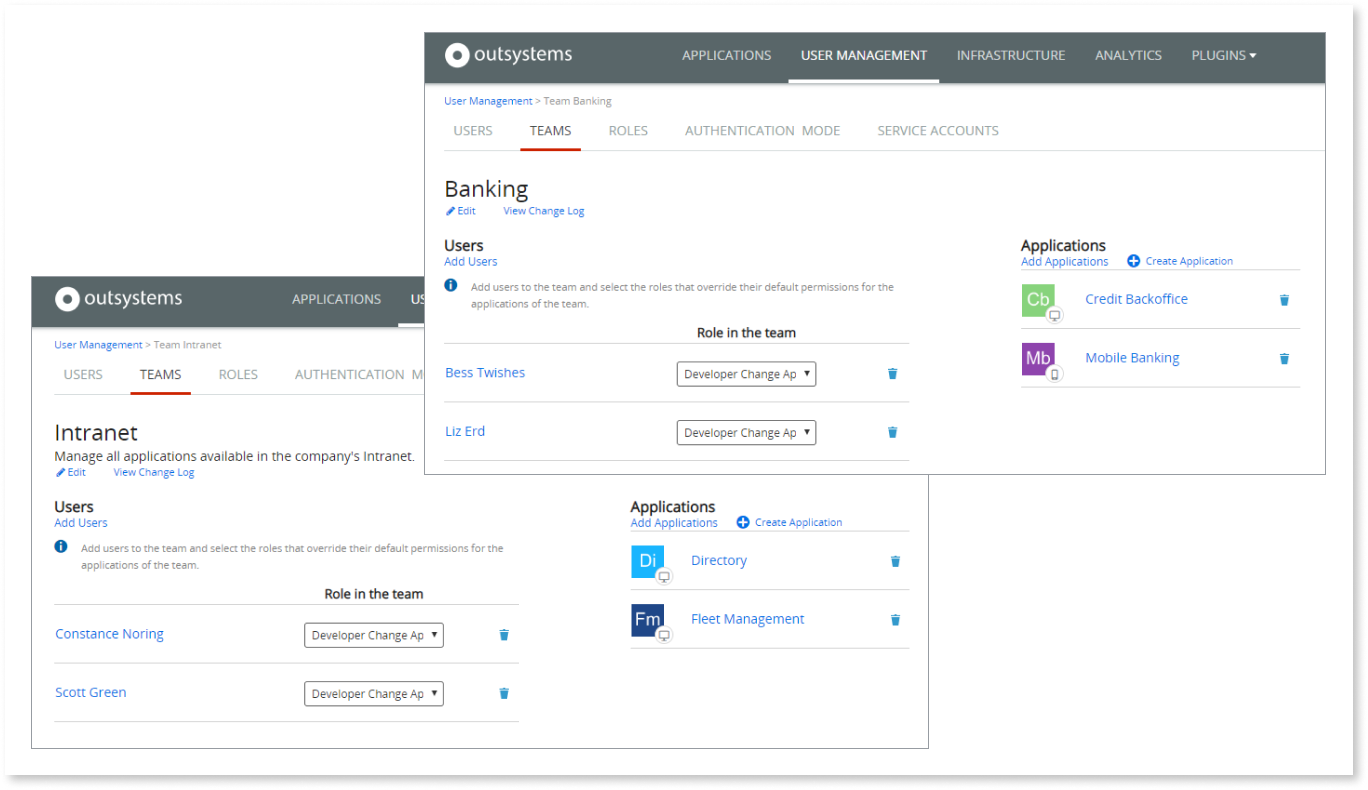 outsystems
APPLICATIONS
USER MANAGEMENT
INFRASTRUCTURE
ANALYTICS
PLUGINS
User Management > Team Banking
USERS
TEAMS
ROLES
AUTHENTICATION MODE
SERVICE ACCOUNTS
Banking
Edit
View Change Log
Users
Add Users
Add users to the team and select the roles that override their default permissions for the
applications of the team.
Role in the team
Bess Twishes
Developer Change Ap
Liz Erd
Developer Change Ap
Applications
Add Applications
Create Application
Cb
Credit Backoffice
Mb
Mobile Banking
outsystems
APPLICATIONS
US
User Management > Team Intranet
USERS
TEAMS
ROLES
AUTHENTICATION M
Intranet
Manage all applications available in the company's Intranet.
Edit
View Change Log
Users
Add Users
Add users to the team and select the roles that override their default permissions for the
applications of the team.
Role in the team
Constance Noring
Developer Change Ap
Scott Green
Developer Change Ap
Applications
Add Applications
Create Application
Di
Directory
Fm
Fleet Management